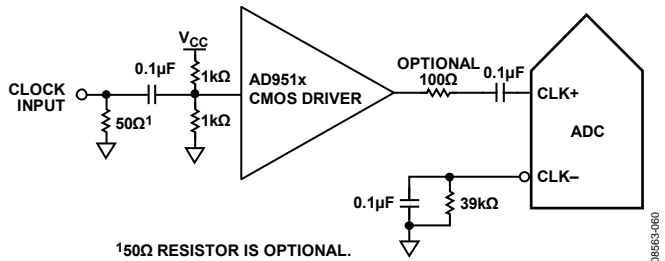 VCC
0.1µF
1kΩ
CLOCK
INPUT
AD951x
CMOS DRIVER
OPTIONAL
100Ω
0.1µF
CLK+
50Ω1
1kΩ
ADC
CLK–
0.1µF
39kΩ
150Ω RESISTOR IS OPTIONAL.
08563-060